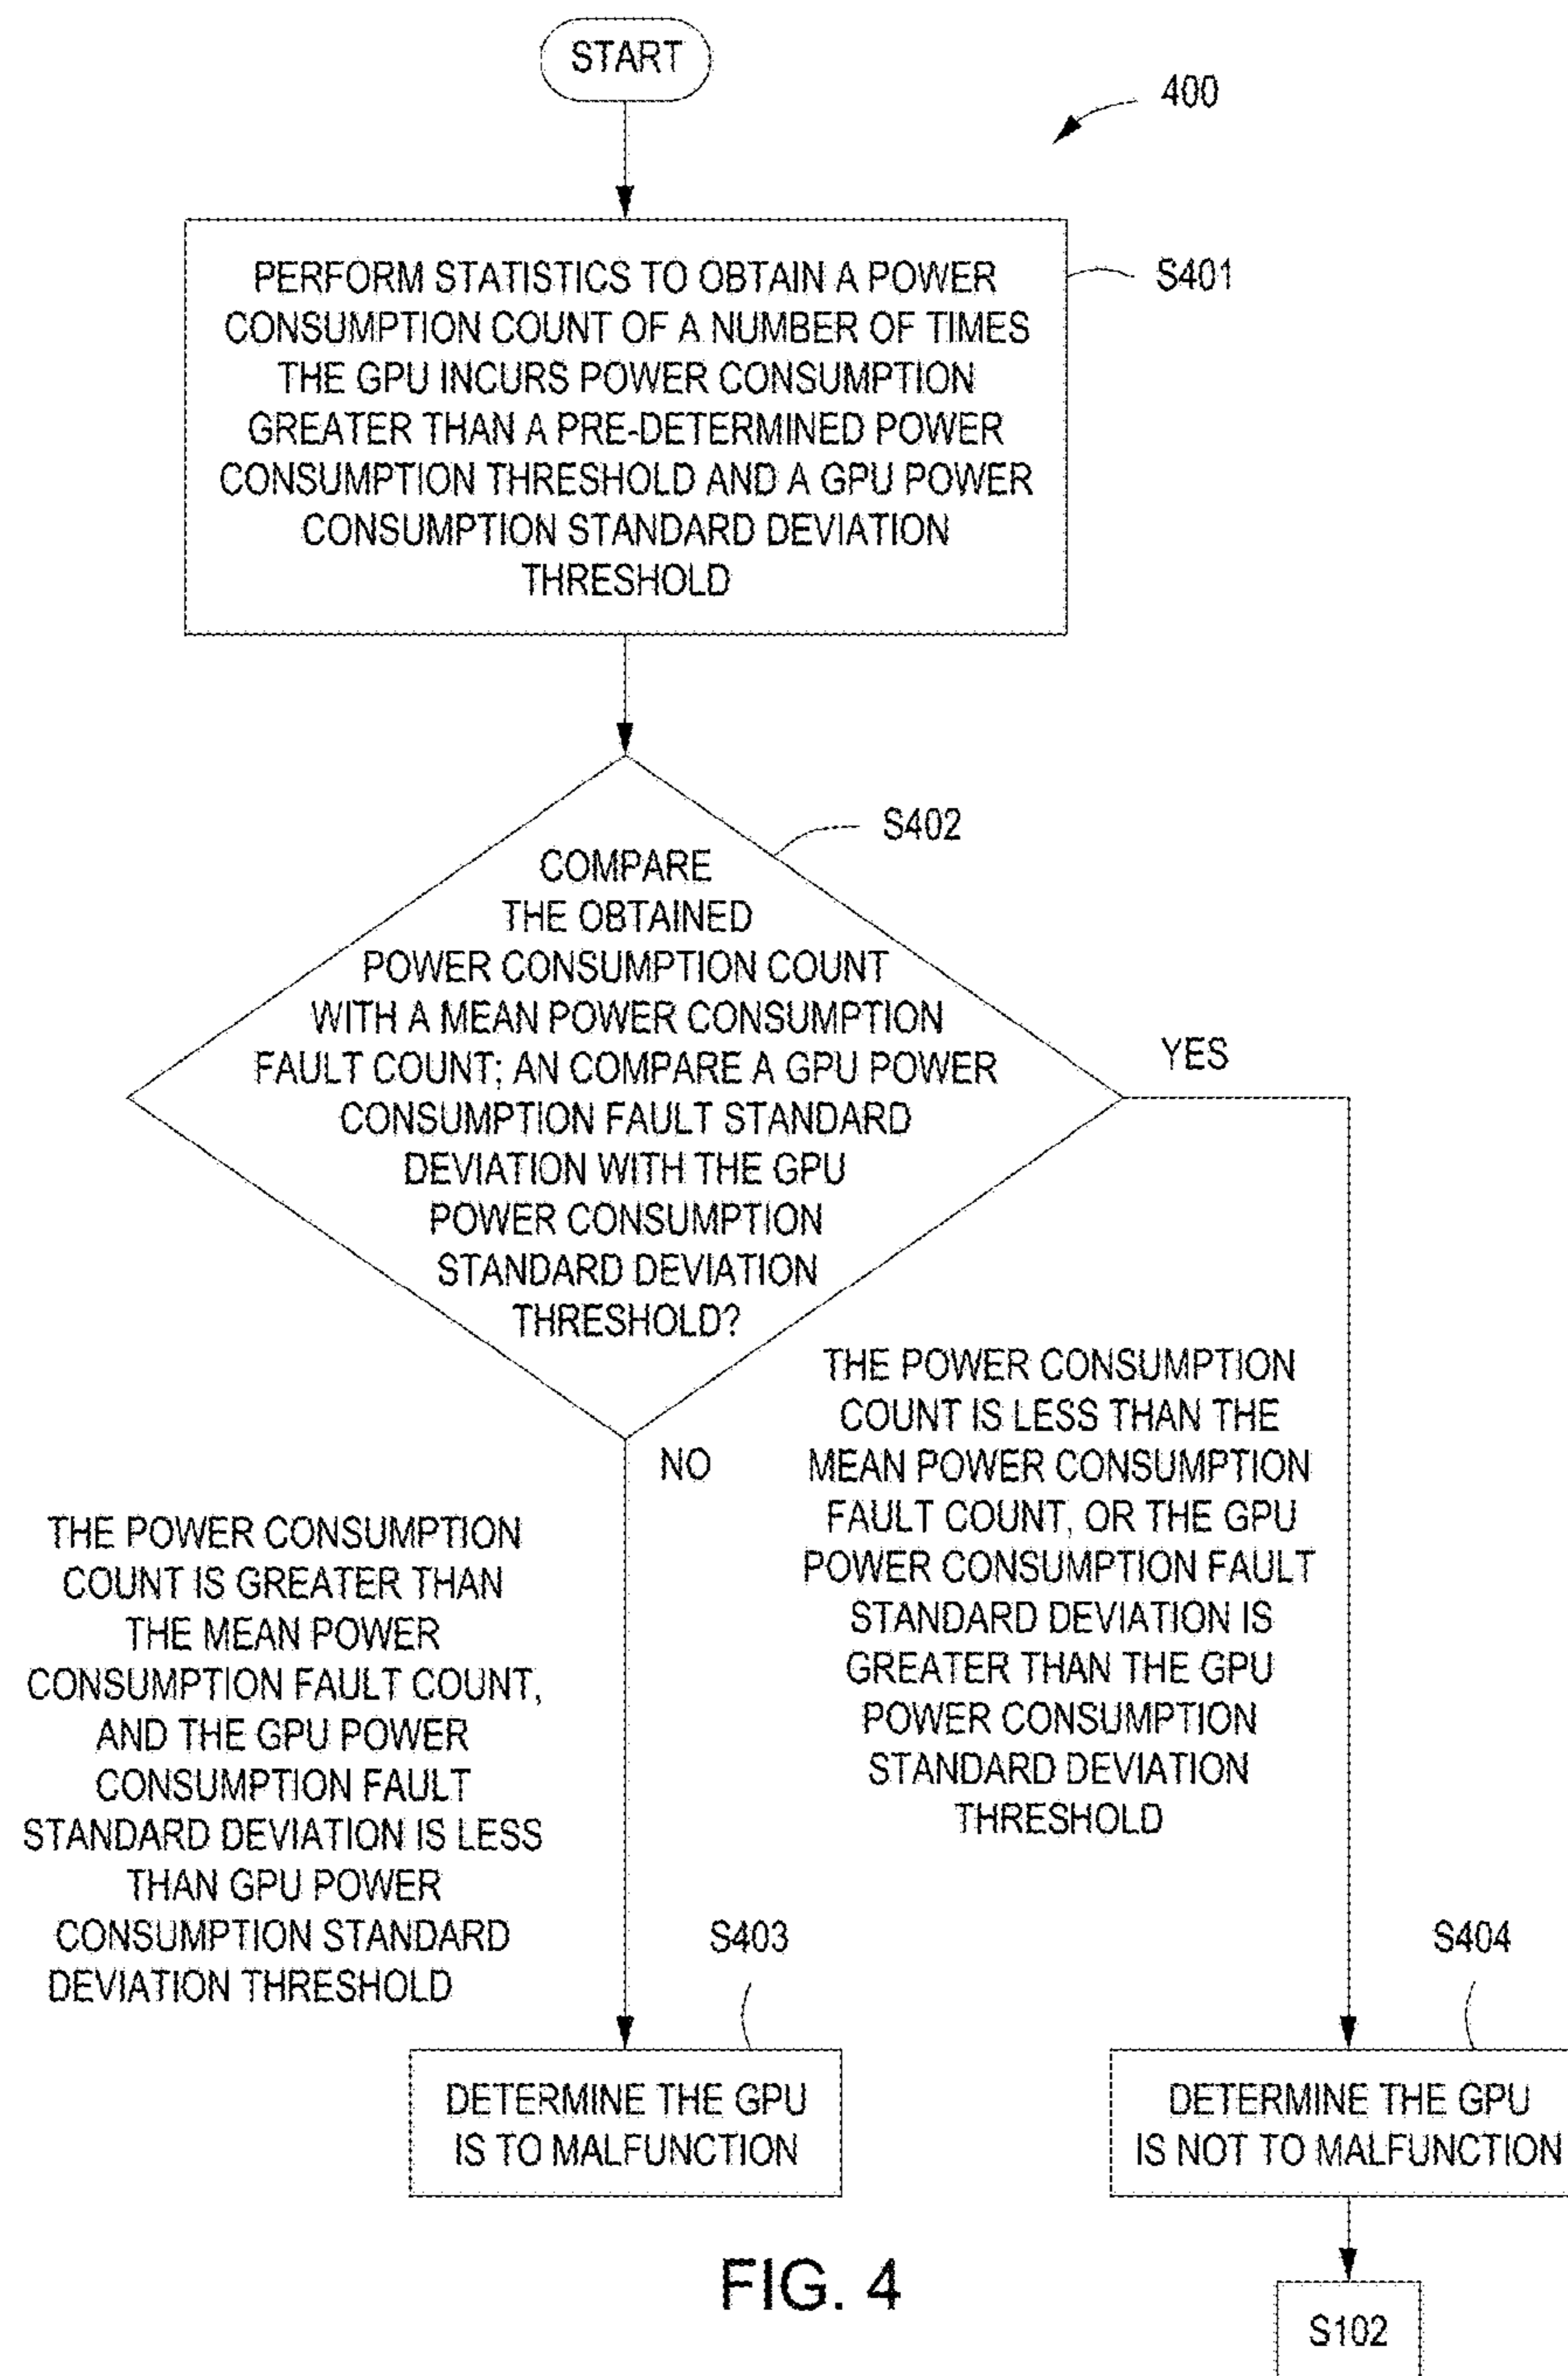 START
400
PERFORM STATISTICS TO OBTAIN A POWER
CONSUMPTION COUNT OF A NUMBER OF TIMES
THE GPU INCURS POWER CONSUMPTION
GREATER THAN A PRE-DETERMINED POWER
CONSUMPTION THRESHOLD AND A GPU POWER
CONSUMPTION STANDARD DEVIATION
THRESHOLD
S401
S402
COMPARE
THE OBTAINED
POWER CONSUMPTION COUNT
WITH A MEAN POWER CONSUMPTION
FAULT COUNT; AN COMPARE A GPU POWER
CONSUMPTION FAULT STANDARD
DEVIATION WITH THE GPU
POWER CONSUMPTION
STANDARD DEVIATION
THRESHOLD?
YES
NO
THE POWER CONSUMPTION
COUNT IS LESS THAN THE
MEAN POWER CONSUMPTION
FAULT COUNT, OR THE GPU
POWER CONSUMPTION FAULT
STANDARD DEVIATION IS
GREATER THAN THE GPU
POWER CONSUMPTION
STANDARD DEVIATION
THRESHOLD
THE POWER CONSUMPTION
COUNT IS GREATER THAN
THE MEAN POWER
CONSUMPTION FAULT COUNT,
AND THE GPU POWER
CONSUMPTION FAULT
STANDARD DEVIATION IS LESS
THAN GPU POWER
CONSUMPTION STANDARD
DEVIATION THRESHOLD
S403
S404
DETERMINE THE GPU
IS TO MALFUNCTION
DETERMINE THE GPU
IS NOT TO MALFUNCTION
S102
FIG. 4